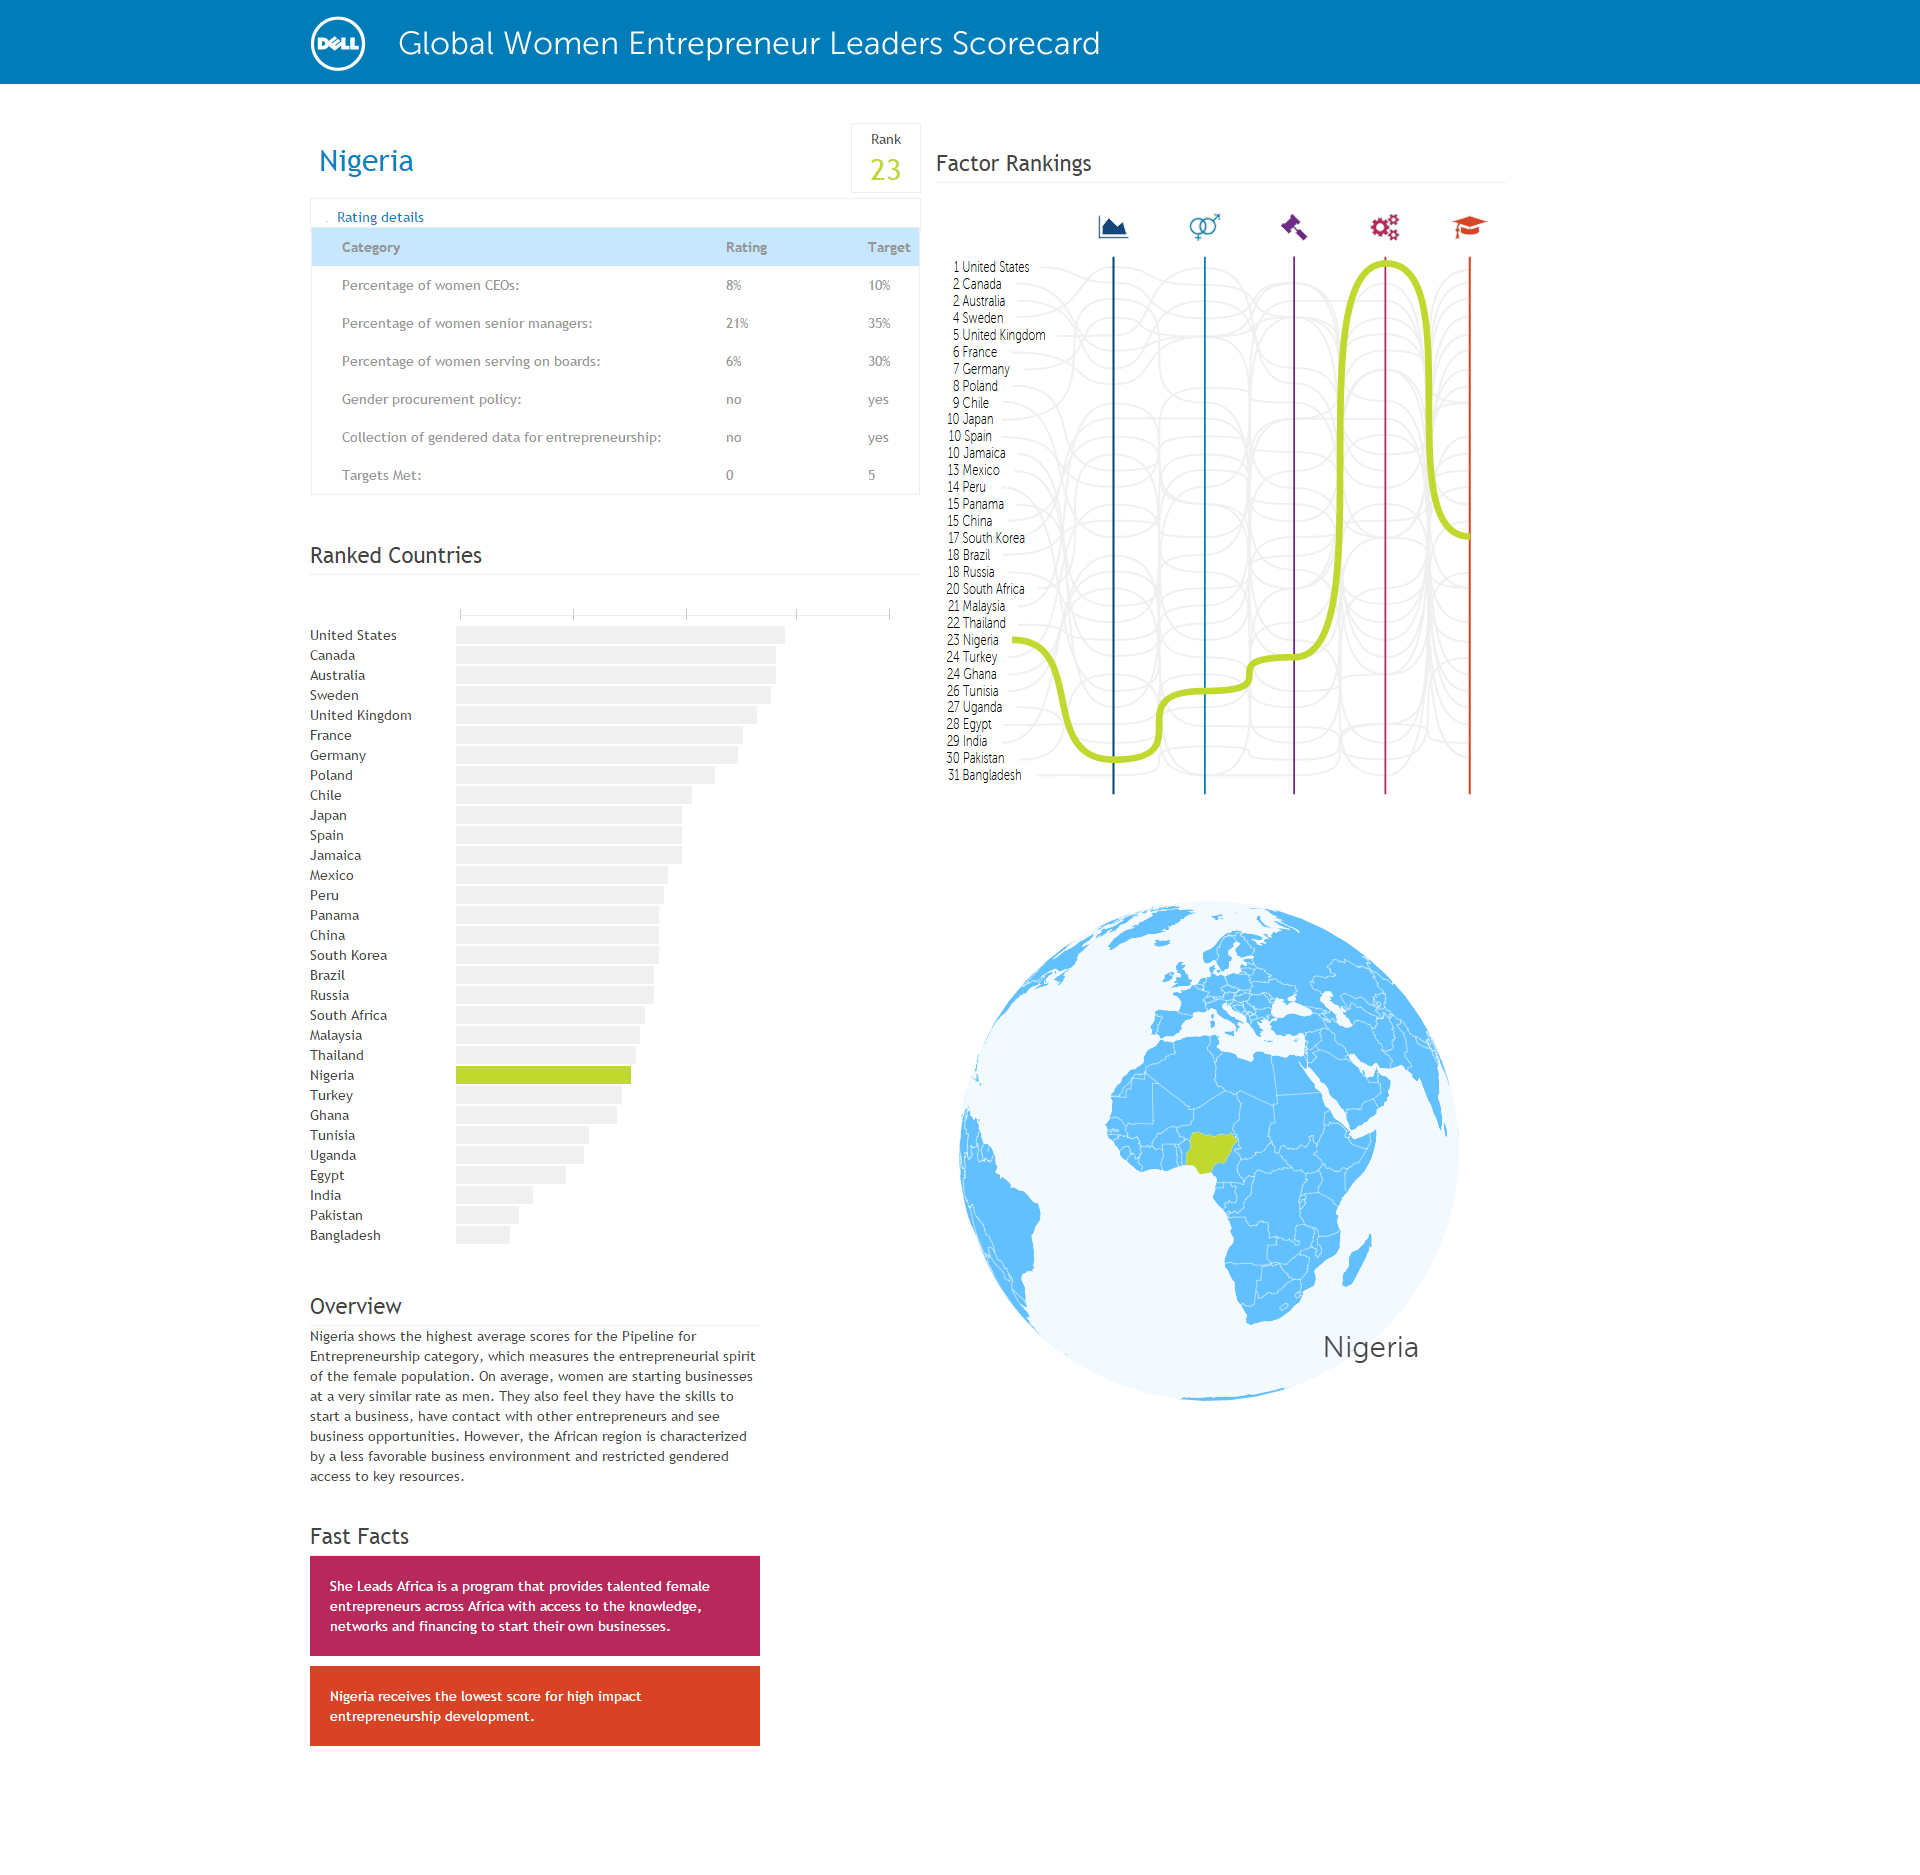 DELL Global Women Entrepreneur Leaders Scorecard
Nigeria
Rank
23
Rating details
Category Rating Target
Percentage of women CEOs: 8% 10%
Percentage of women senior managers: 21% 35%
Percentage of women serving on boards: 6% 30%
Gender procurement policy: no yes
Collection of gendered data for entrepreneurship: no yes
Targets Met: 0 5
Ranked Countries
United States
Canada
Australia
Sweden
United Kingdom
France
Germany
Poland
Chile
Japan
Spain
Jamaica
Mexico
Peru
Panama
China
South Korea
Brazil
Russia
South Africa
Malaysia
Thailand
Nigeria
Turkey
Ghana
Tunisia
Uganda
Egypt
India
Pakistan
Bangladesh
Overview
Nigeria shows the highest average scores for the Pipeline for
Entrepreneurship category, which measures the entrepreneurial spirit
of the female population. On average, women are starting businesses
at a very similar rate as men. They also feel they have the skills to
start a business, have contact with other entrepreneurs and see
business opportunities. However, the African region is characterized
by a less favorable business environment and restricted gendered
access to key resources.
Fast Facts
She Leads Africa is a program that provides talented female
entrepreneurs across Africa with access to the knowledge,
networks and financing to start their own businesses.
Nigeria receives the lowest score for high impact
entrepreneurship development.
Factor Rankings
1 United States
2 Canada
2 Australia
4 Sweden
5 United Kingdom
6 France
7 Germany
8 Poland
9 Chile
10 Japan
10 Spain
10 Jamaica
13 Mexico
14 Peru
15 Panama
15 China
17 South Korea
18 Brazil
18 Russia
20 South Africa
21 Malaysia
22 Thailand
23 Nigeria
24 Turkey
24 Ghana
26 Tunisia
27 Uganda
28 Egypt
29 India
30 Pakistan
31 Bangladesh
Nigeria